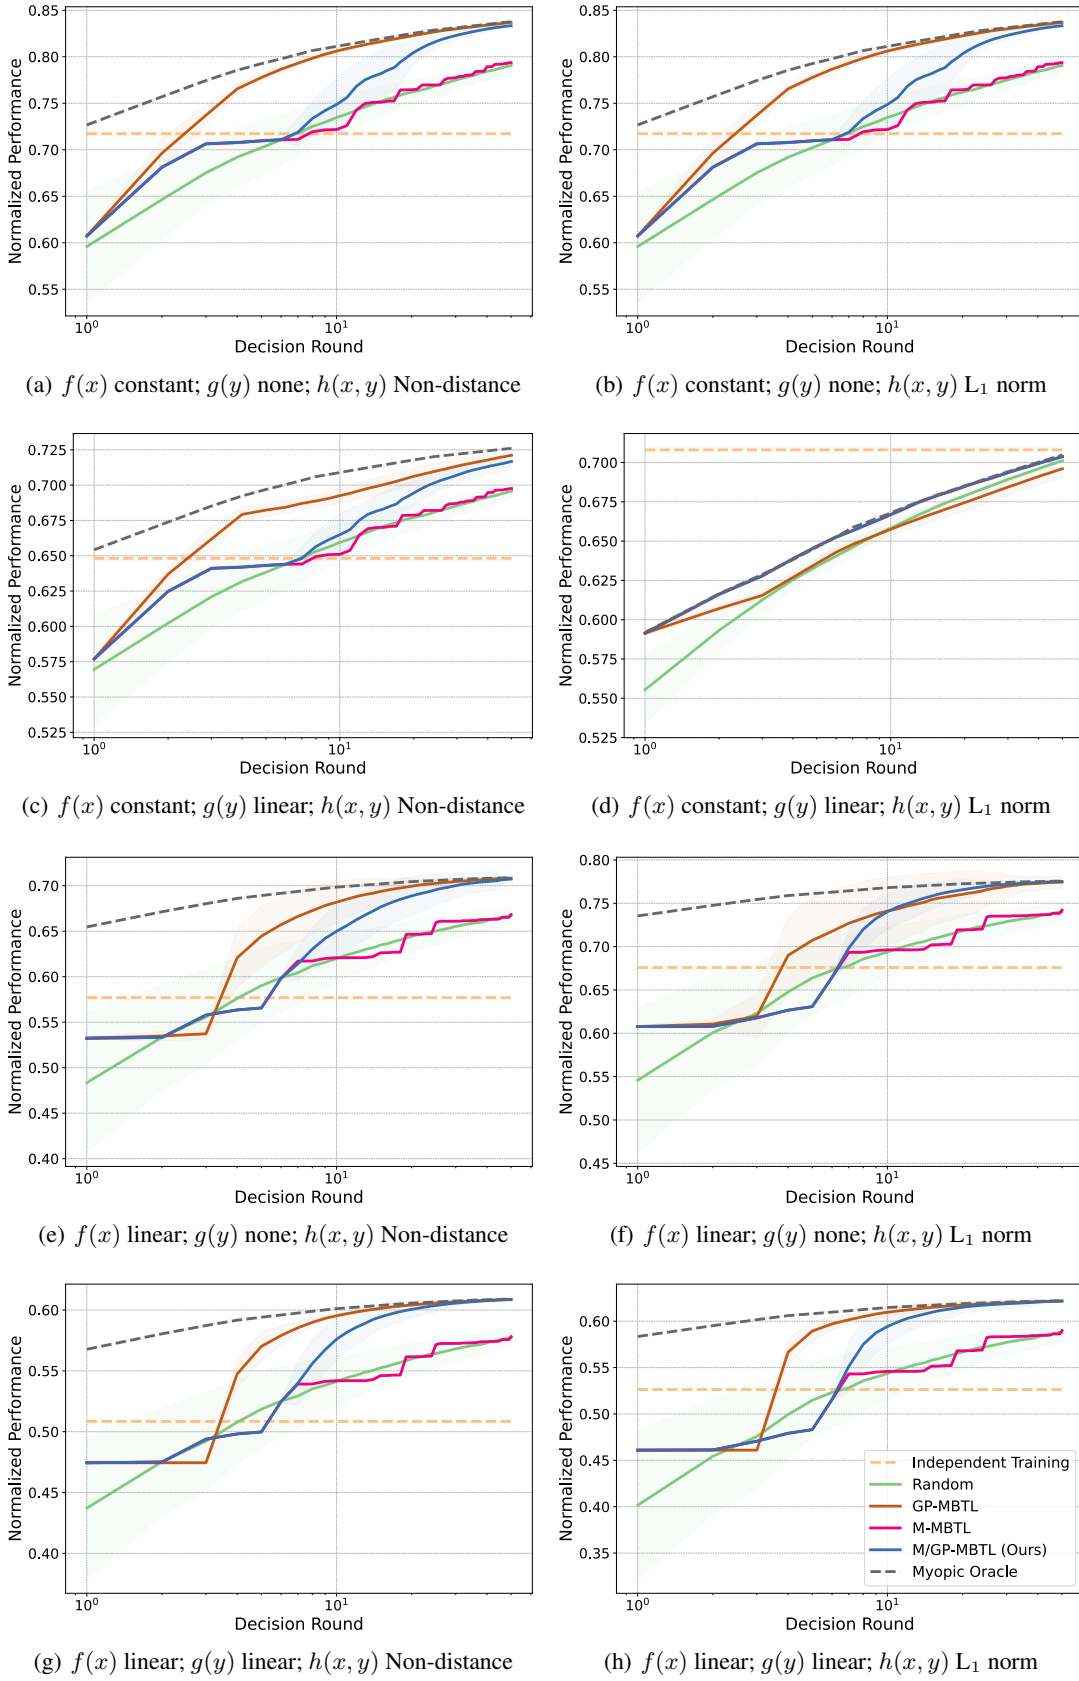 0.85
0.80
0.75
0.70
0.65
0.60
0.55
Normalized Performance
10⁰
10¹
Decision Round
(a) f(x) constant; g(y) none; h(x, y) Non-distance
0.85
0.80
0.75
0.70
0.65
0.60
0.55
Normalized Performance
10⁰
10¹
Decision Round
(b) f(x) constant; g(y) none; h(x, y) L₁ norm
0.725
0.700
0.675
0.650
0.625
0.600
0.575
0.550
0.525
Normalized Performance
10⁰
10¹
Decision Round
(c) f(x) constant; g(y) linear; h(x, y) Non-distance
0.700
0.675
0.650
0.625
0.600
0.575
0.550
0.525
Normalized Performance
10⁰
10¹
Decision Round
(d) f(x) constant; g(y) linear; h(x, y) L₁ norm
0.70
0.65
0.60
0.55
0.50
0.45
0.40
Normalized Performance
10⁰
10¹
Decision Round
(e) f(x) linear; g(y) none; h(x, y) Non-distance
0.80
0.75
0.70
0.65
0.60
0.55
0.50
0.45
Normalized Performance
10⁰
10¹
Decision Round
(f) f(x) linear; g(y) none; h(x, y) L₁ norm
0.60
0.55
0.50
0.45
0.40
Normalized Performance
10⁰
10¹
Decision Round
(g) f(x) linear; g(y) linear; h(x, y) Non-distance
0.60
0.55
0.50
0.45
0.40
0.35
Normalized Performance
Independent Training
Random
GP-MBTL
M-MBTL
M/GP-MBTL (Ours)
Myopic Oracle
10⁰
10¹
Decision Round
(h) f(x) linear; g(y) linear; h(x, y) L₁ norm